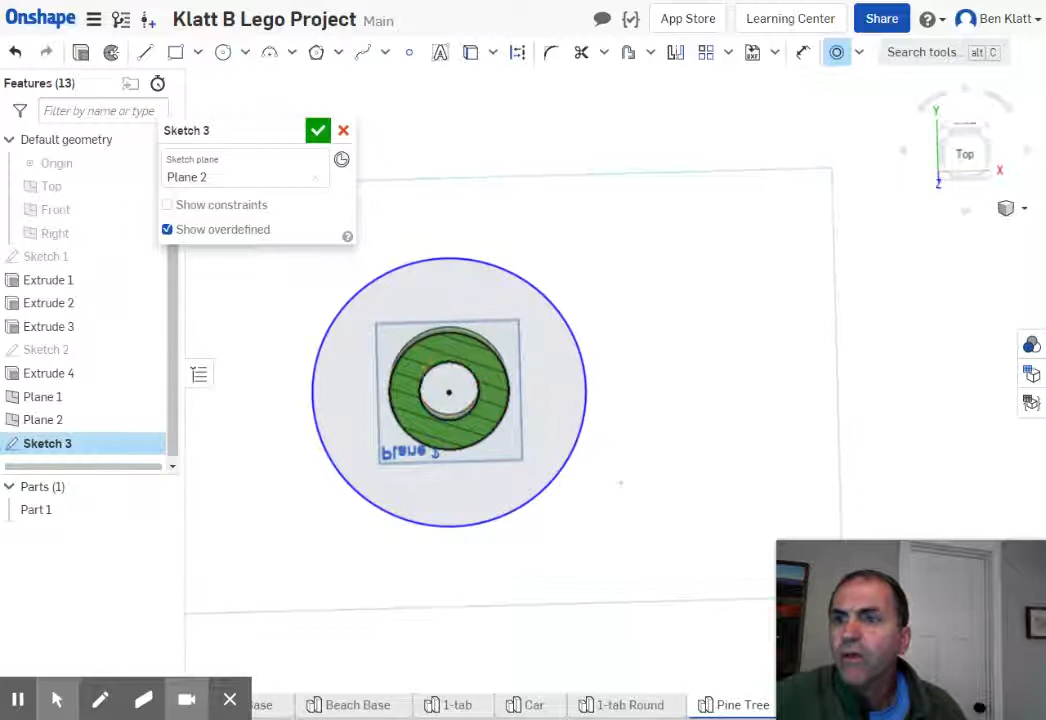 Onshape Klatt B Lego Project Main App Store Learning Center Share Ben Klatt
Search tools... alt C
Features (13)
Filter by name or type
Default geometry
Origin
Top
Front
Right
Sketch 1
Extrude 1
Extrude 2
Extrude 3
Sketch 2
Extrude 4
Plane 1
Plane 2
Sketch 3
Parts (1)
Part 1
Sketch 3
Sketch plane
Plane 2
Show constraints
Show overdefined
Plane 2
Y
Top
X
Z
ase Beach Base 1-tab Car 1-tab Round Pine Tree